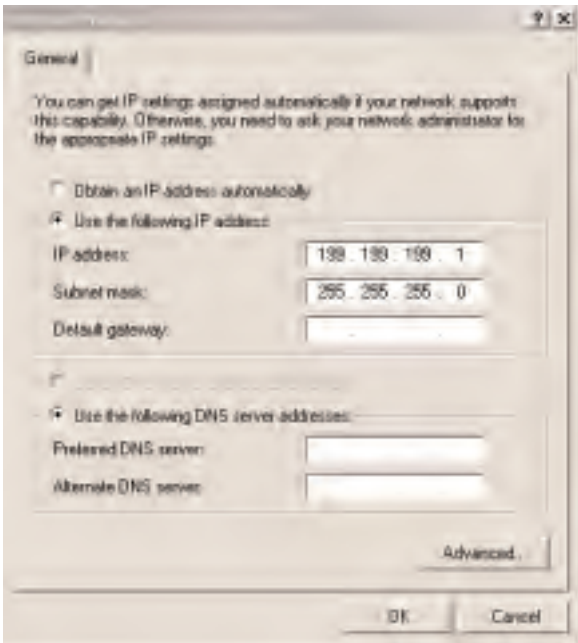 General
You can get IP settings assigned automatically if your network supports
this capability. Otherwise, you need to ask your network administrator for
the appropriate IP settings.
Obtain an IP address automatically
Use the following IP address:
IP address: 199 . 199 . 199 . 1
Subnet mask: 255 . 255 . 255 . 0
Default gateway: . . .
Use the following DNS server addresses:
Preferred DNS server:
Alternate DNS server:
Advanced...
OK Cancel